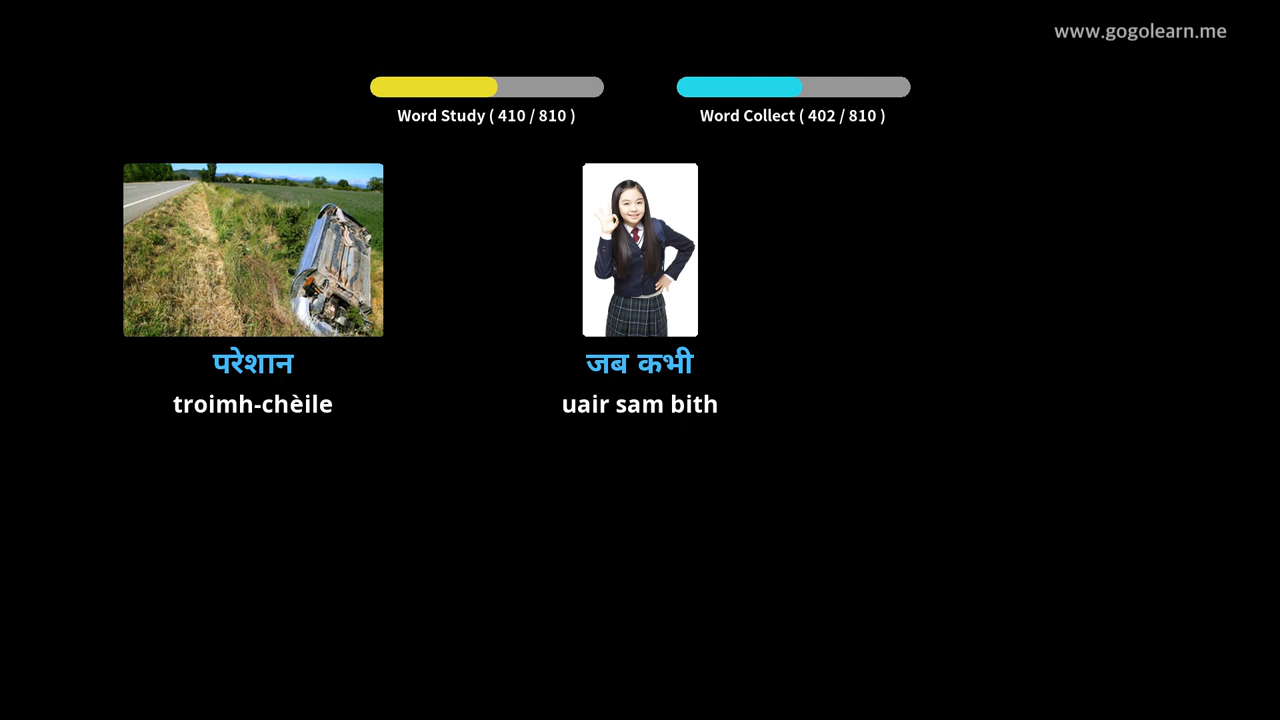 www.gogolearn.me
Word Study ( 410 / 810 )
Word Collect ( 402 / 810 )
परेशान
troimh-chèile
जब कभी
uair sam bith